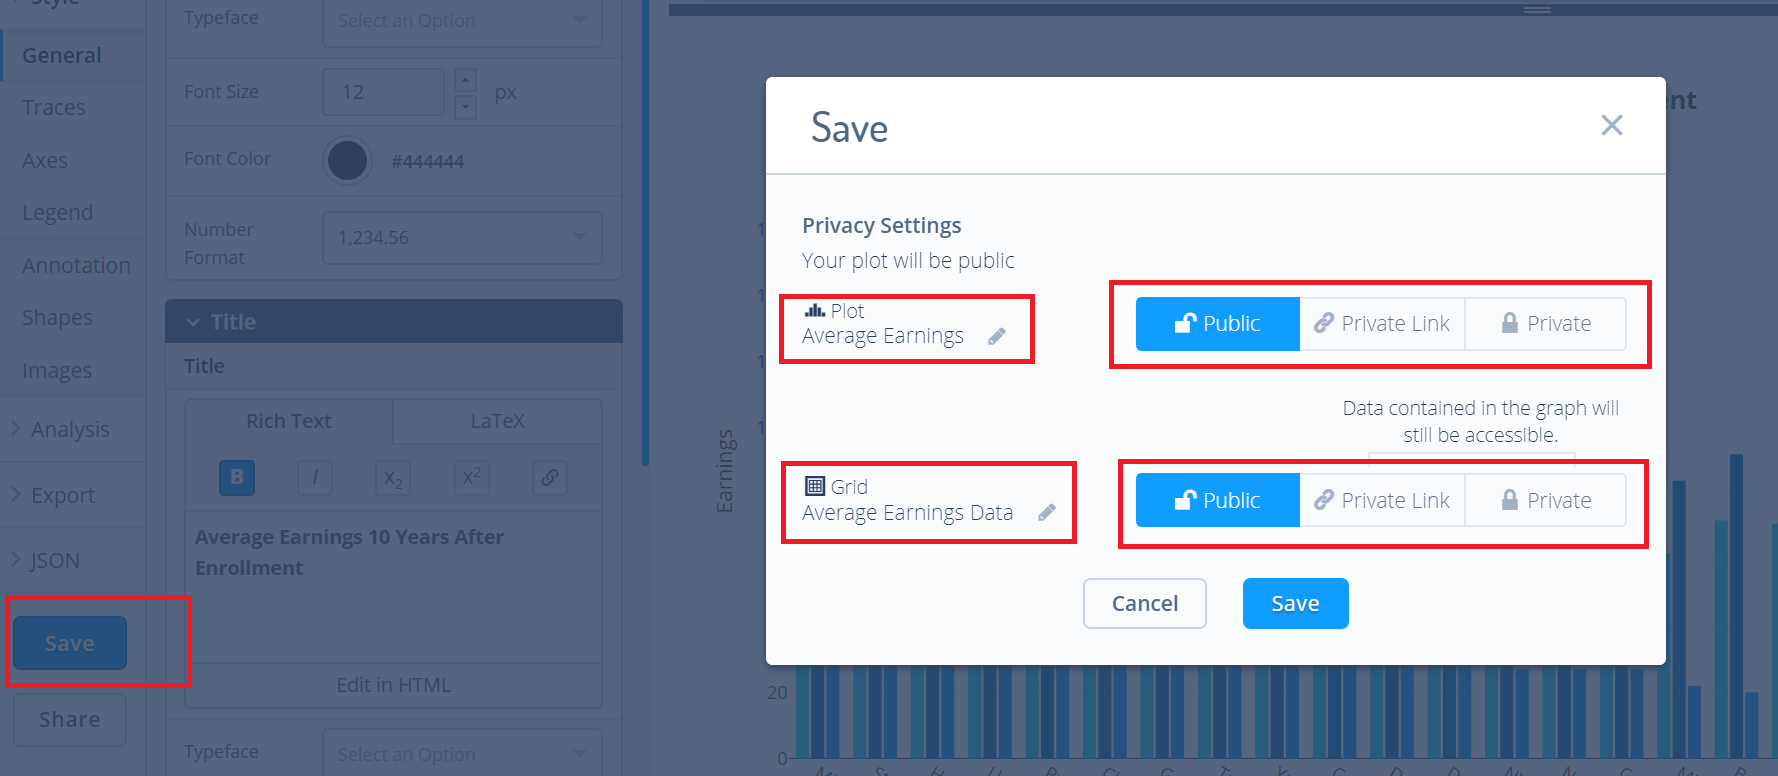 Style
General
Traces
Axes
Legend
Annotation
Shapes
Images
Analysis
Export
JSON
Save
Share
Typeface
Select an Option
Font Size
12
px
Font Color
#444444
Number
Format
1,234.56
Title
Title
Rich Text
LaTeX
B
I
X2
X2
Average Earnings 10 Years After
Enrollment
Edit in HTML
Typeface
Select an Option
Save
Privacy Settings
Your plot will be public
Plot
Average Earnings
Public
Private Link
Private
Data contained in the graph will
still be accessible.
Grid
Average Earnings Data
Public
Private Link
Private
Cancel
Save
Earnings
20
0